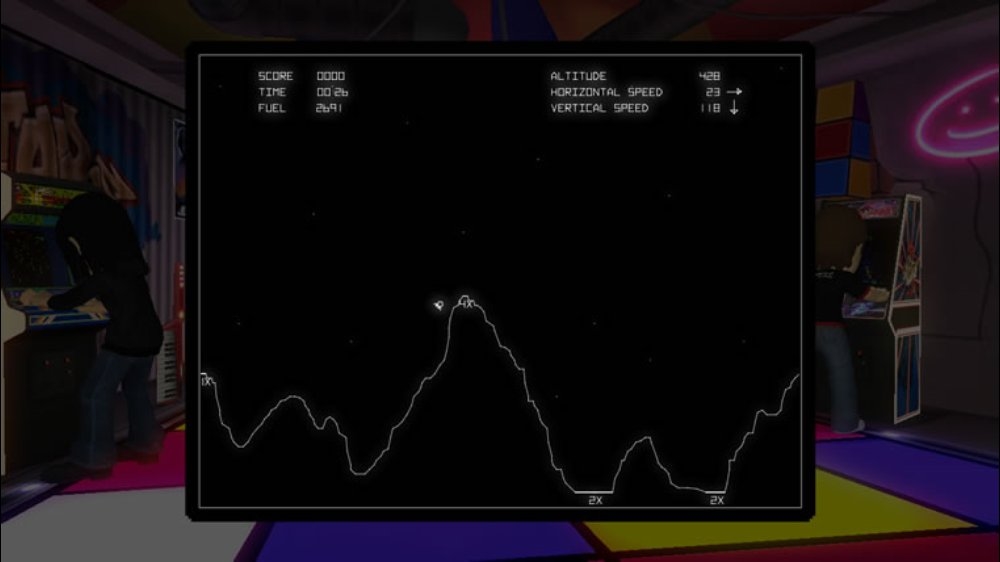 SCORE 0000
TIME 00'26
FUEL 2691
ALTITUDE 428
HORIZONTAL SPEED 23 →
VERTICAL SPEED 118 ↓
4X
1X
2X
2X